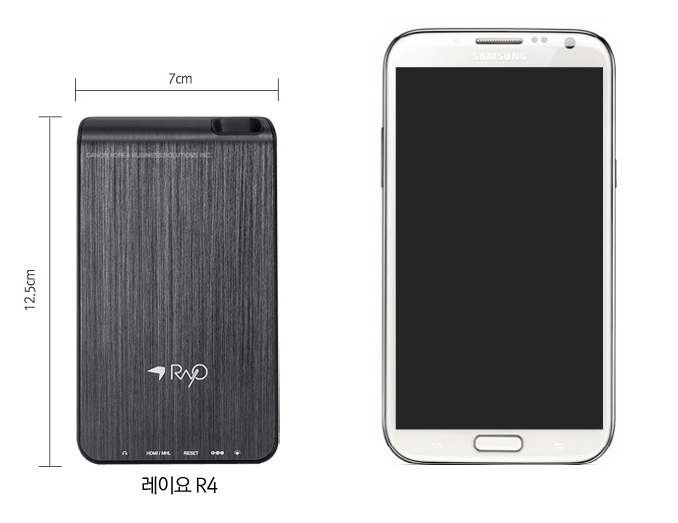 7cm
SAMSUNG
12.5cm
CANON KOREA BUSINESS SOLUTIONS INC.
RAYO
HDMI / MHL RESET
레이요 R4